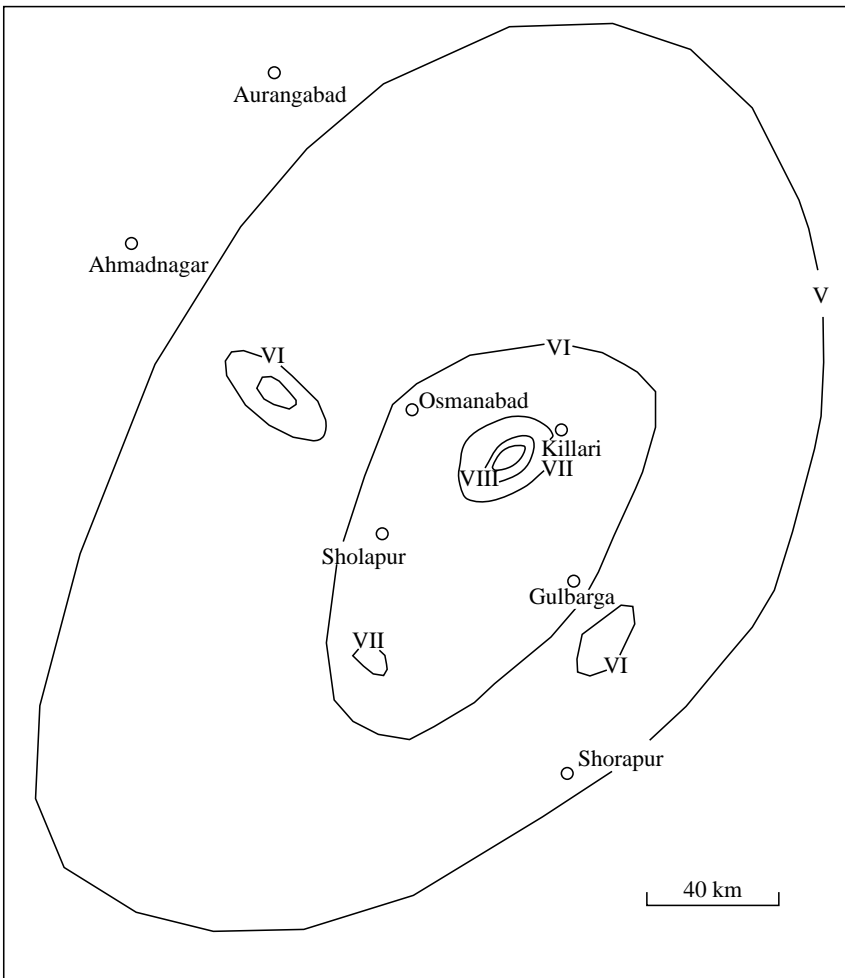 Aurangabad
Ahmadnagar
V
VI
VI
Osmanabad
Killari
VIII
VII
Sholapur
Gulbarga
VII
VI
Shorapur
40 km